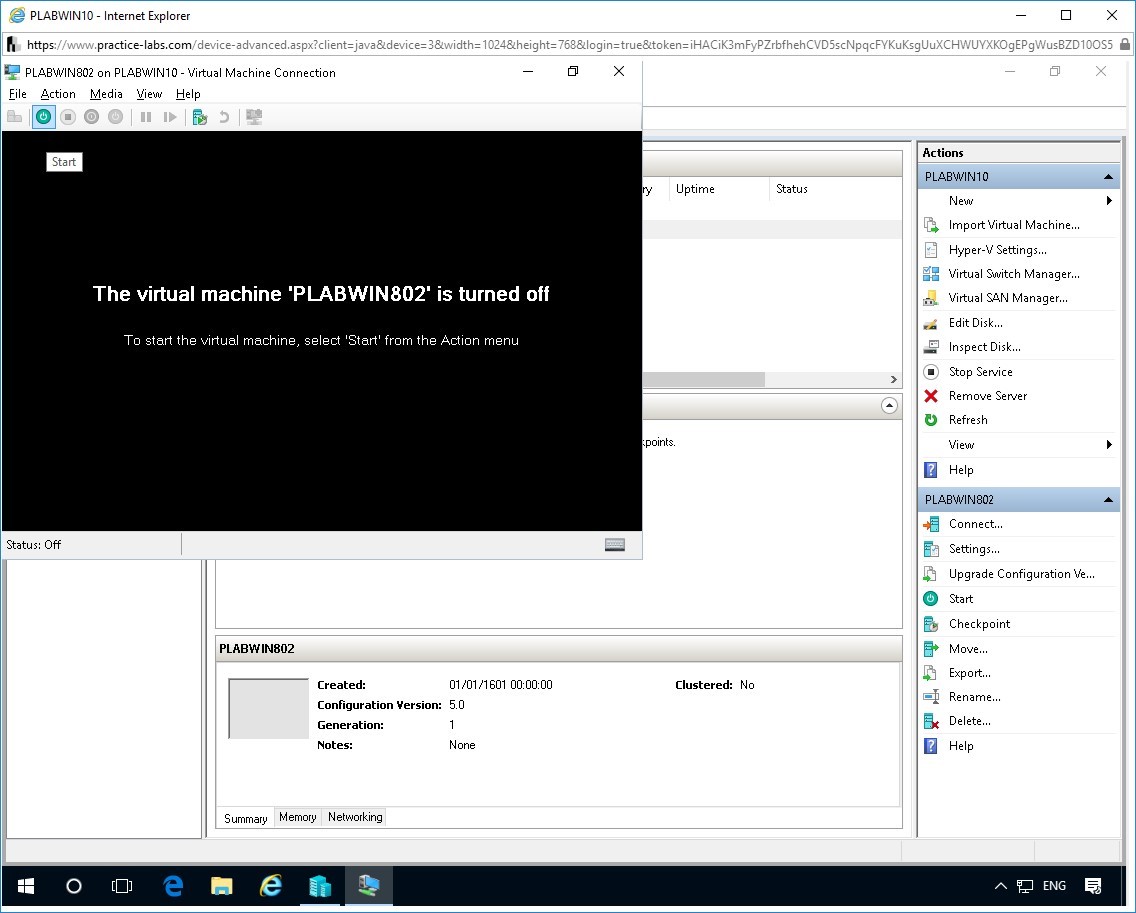 PLABWIN10 - Internet Explorer
https://www.practice-labs.com/device-advanced.aspx?client=java&device=3&width=1024&height=768&login=true&token=iHACiK3mFyPZrbfhehCVD5scNpqcFYKuKsgUuXCHWUYXKOgEPgWusBZD10OS5
PLABWIN802 on PLABWIN10 - Virtual Machine Connection
File Action Media View Help
Start
The virtual machine 'PLABWIN802' is turned off
To start the virtual machine, select 'Start' from the Action menu
Status: Off
ry Uptime Status
kpoints.
PLABWIN802
Created: 01/01/1601 00:00:00 Clustered: No
Configuration Version: 5.0
Generation: 1
Notes: None
Summary Memory Networking
Actions
PLABWIN10
New
Import Virtual Machine...
Hyper-V Settings...
Virtual Switch Manager...
Virtual SAN Manager...
Edit Disk...
Inspect Disk...
Stop Service
Remove Server
Refresh
View
Help
PLABWIN802
Connect...
Settings...
Upgrade Configuration Ve...
Start
Checkpoint
Move...
Export...
Rename...
Delete...
Help
ENG